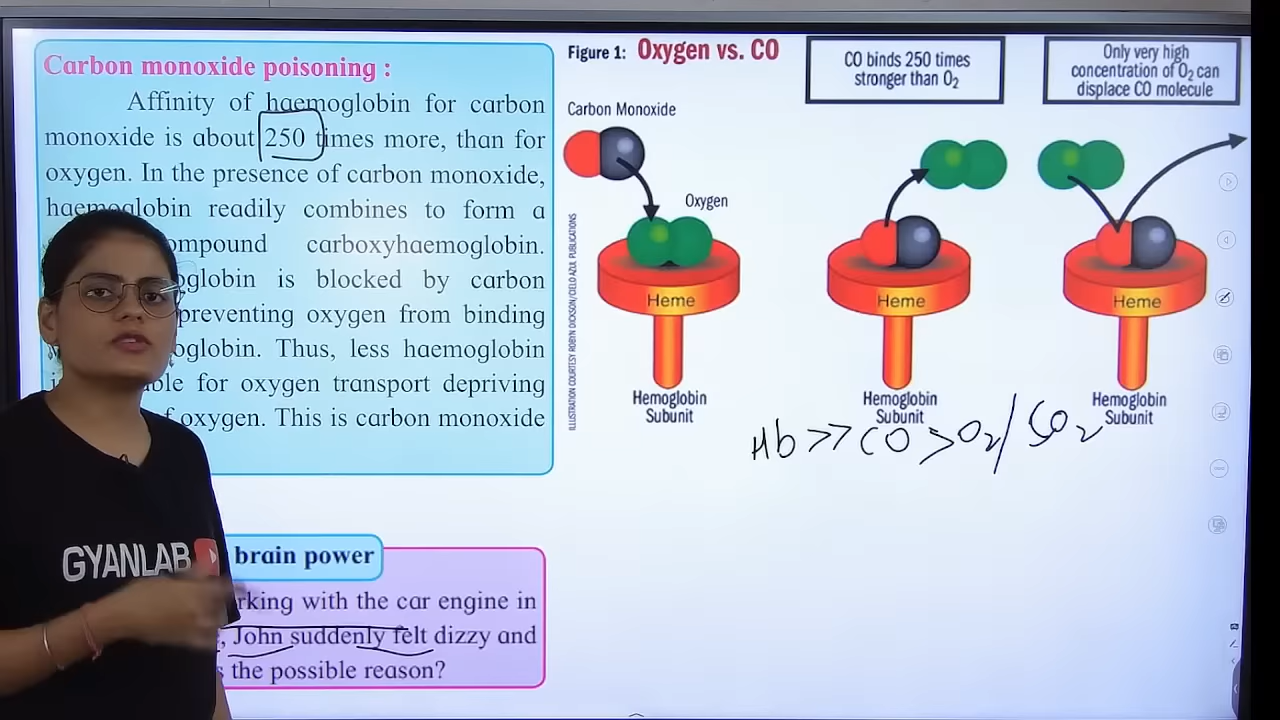 Carbon monoxide poisoning :
Affinity of haemoglobin for carbon
monoxide is about 250 times more, than for
oxygen. In the presence of carbon monoxide,
haemoglobin readily combines to form a
compound carboxyhaemoglobin.
globin is blocked by carbon
preventing oxygen from binding
oglobin. Thus, less haemoglobin
for oxygen transport depriving
of oxygen. This is carbon monoxide
brain power
rking with the car engine in
, John suddenly felt dizzy and
the possible reason?
GYANLAB
Figure 1: Oxygen vs. CO
Carbon Monoxide
Oxygen
Heme
Hemoglobin
Subunit
ILLUSTRATION COURTESY ROBYN DICKSON/CIELO AZUL PUBLICATIONS
CO binds 250 times
stronger than O2
Heme
Hemoglobin
Subunit
Only very high
concentration of O2 can
displace CO molecule
Heme
Hemoglobin
Subunit
Hb >> CO > O2 / CO2